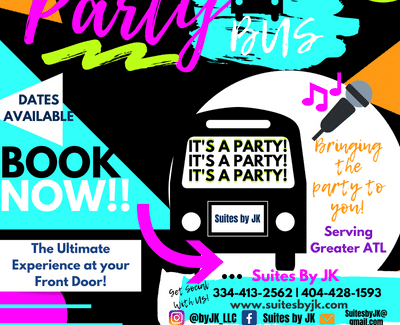 Party
BUS
DATES
AVAILABLE
BOOK
NOW!!
IT'S A PARTY!
IT'S A PARTY!
IT'S A PARTY!
Suites by JK
Bringing
the
party to
you!
Serving
Greater ATL
The Ultimate
Experience at your
Front Door!
Suites By JK
334-413-2562 | 404-428-1593
www.suitesbyjk.com
Get Social
With Us!
@byJK_LLC
Suites By JK
SuitesbyJK@
gmail.com